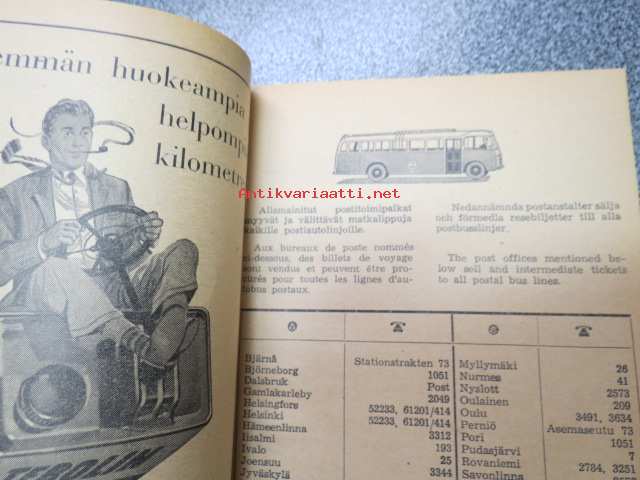 emmän huokeampia
helpompia
kilometre
Antikvariaatti.net
Allamainitut postitoimipaikat
myyvät ja välittävät matkalippuja
kaikille postiautolinjoille.
Aux bureaux de poste nommés
ci-dessous, des billets de voyage
sont vendus et peuvent être pro-
curés pour toutes les lignes d'au-
tobus postaux.
Nedannämnda postanstalter sälja
och förmedla resebiljetter till alla
postbusslinjer.
The post offices mentioned be-
low sell and intermediate tickets
to all postal bus lines.
Bjärnå Stationstrakten 73
Björneborg 1051
Dalsbruk Post
Gamlakarleby 2049
Helsingfors 52233, 61201/414
Helsinki 52233, 61201/414
Hämeenlinna 3312
Iisalmi 193
Ivalo 25
Joensuu 3344
Jyväskylä
Myllymäki 26
Nurmes 41
Nyslott 2573
Oulainen 209
Oulu 3491, 3634
Perniö Asemaseutu 73
Pori 1051
Pudasjärvi 7
Rovaniemi 2784, 3251
Savonlinna